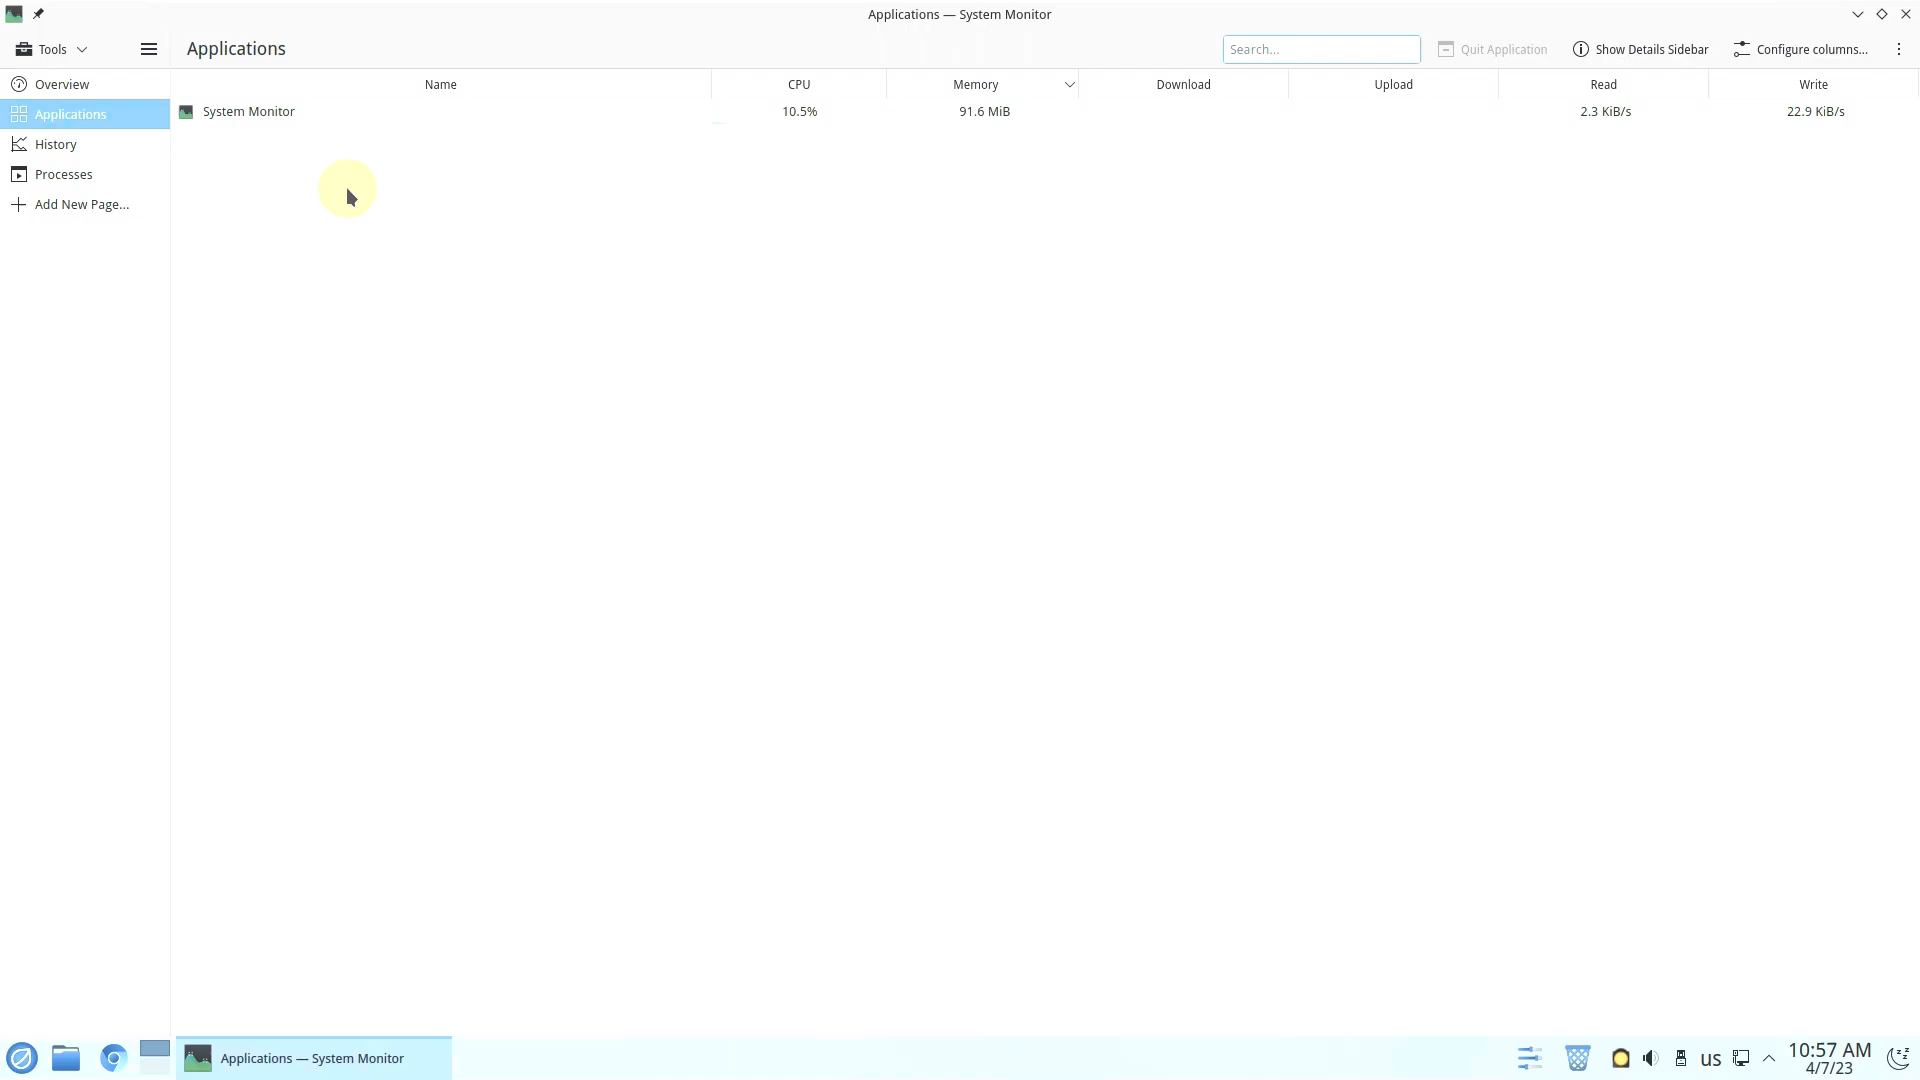 Applications — System Monitor
Tools
Applications
Search...
Quit Application
Show Details Sidebar
Configure columns...
Overview
Applications
History
Processes
Add New Page...
Name CPU Memory Download Upload Read Write
System Monitor 10.5% 91.6 MiB 2.3 KiB/s 22.9 KiB/s
Applications — System Monitor
us
10:57 AM
4/7/23